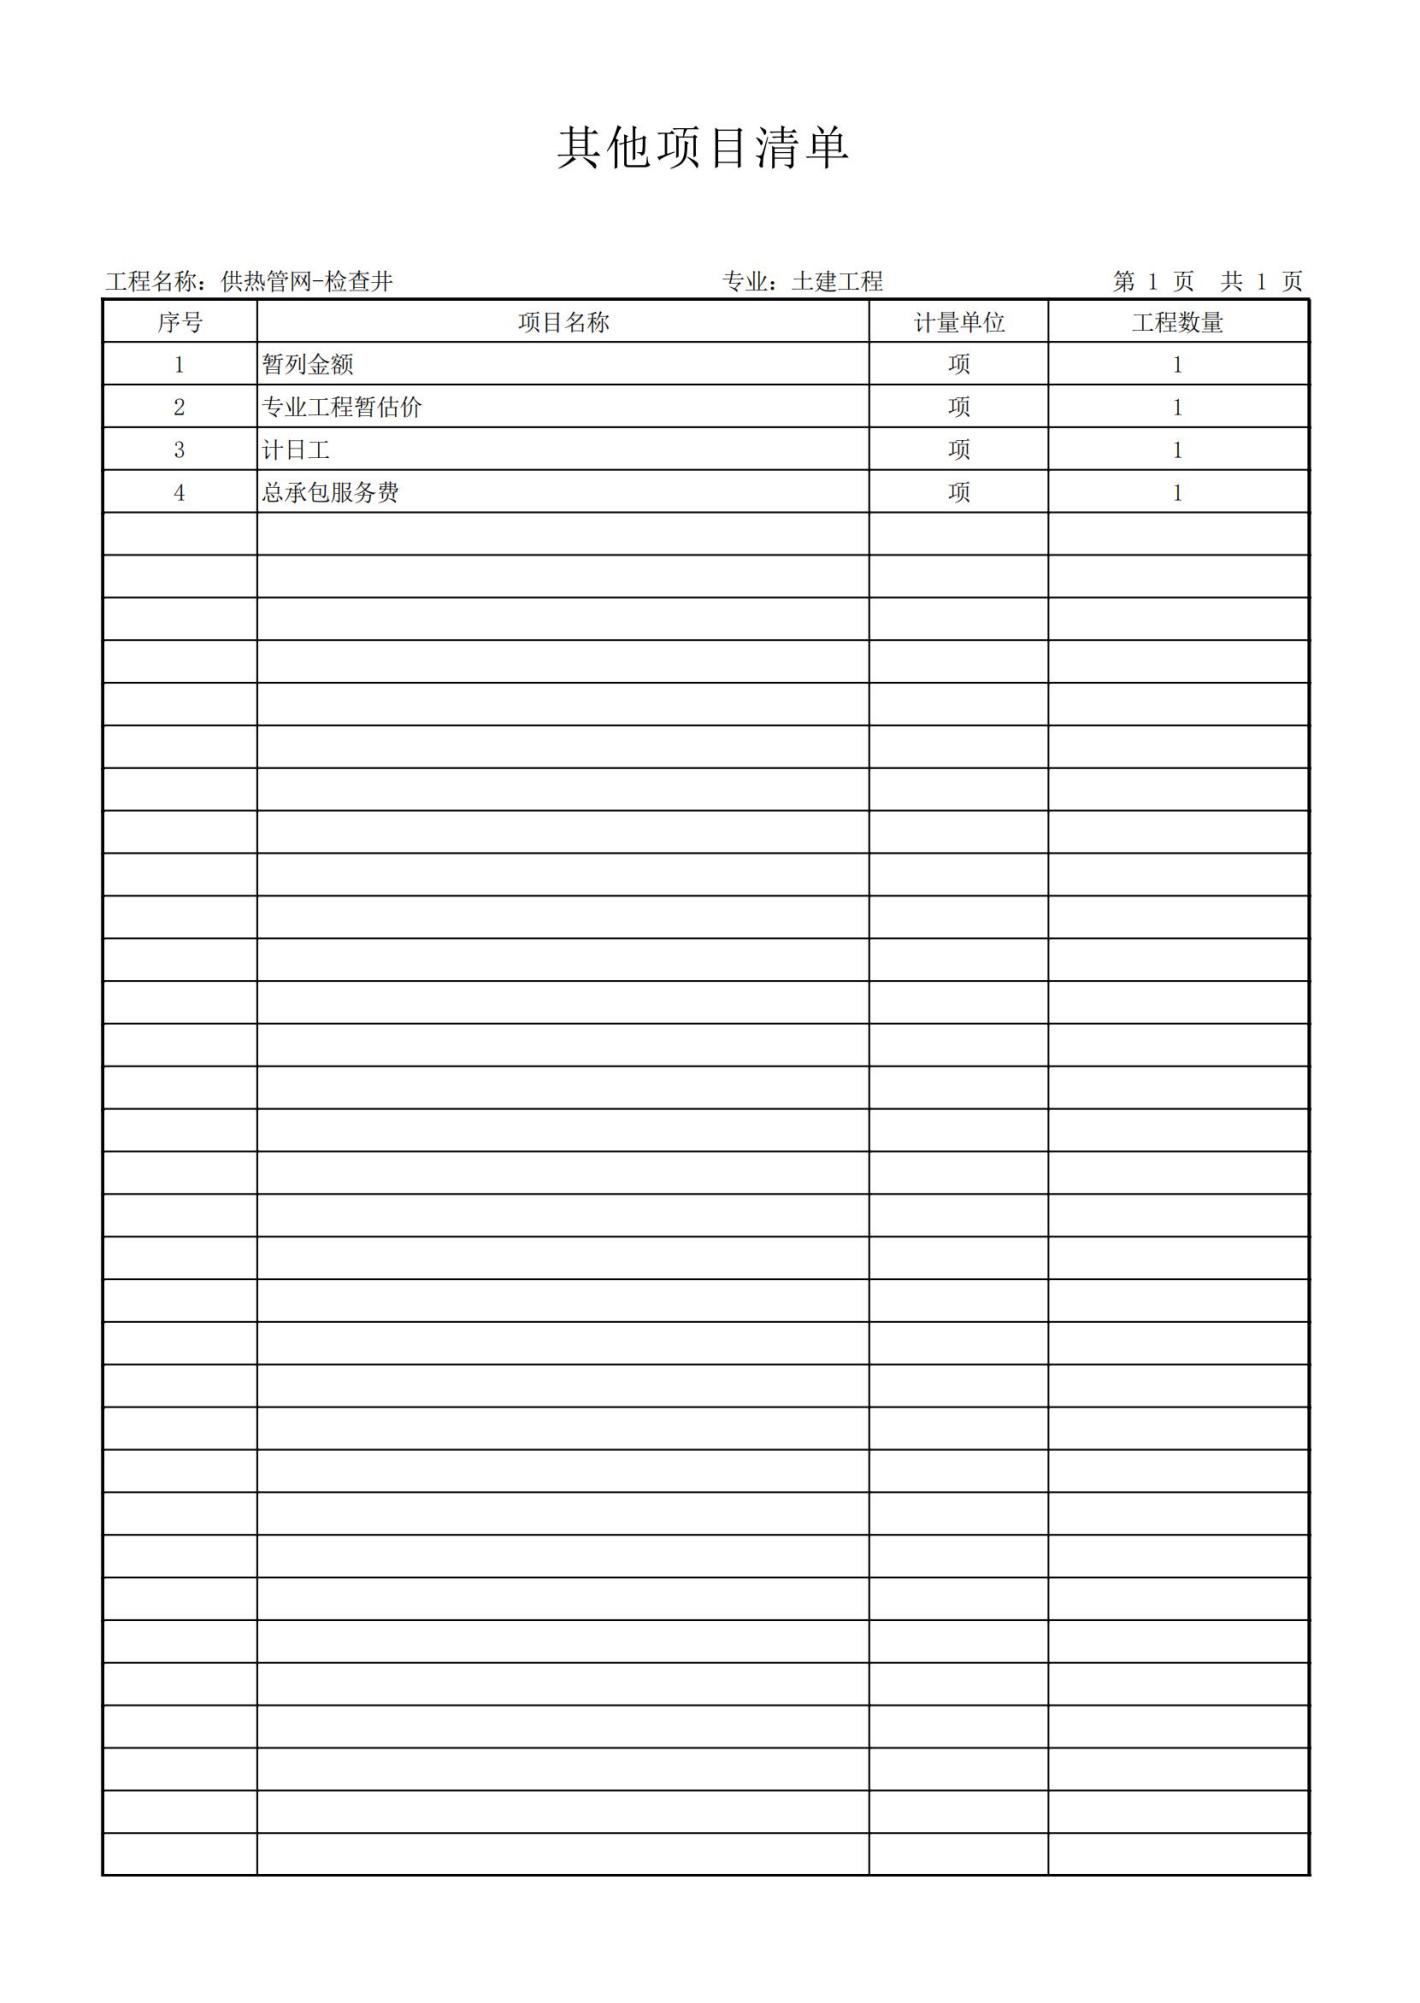 其他项目清单
工程名称：供热管网-检查井 专业：土建工程 第 1 页 共 1 页
序号 项目名称 计量单位 工程数量
1 暂列金额 项 1
2 专业工程暂估价 项 1
3 计日工 项 1
4 总承包服务费 项 1